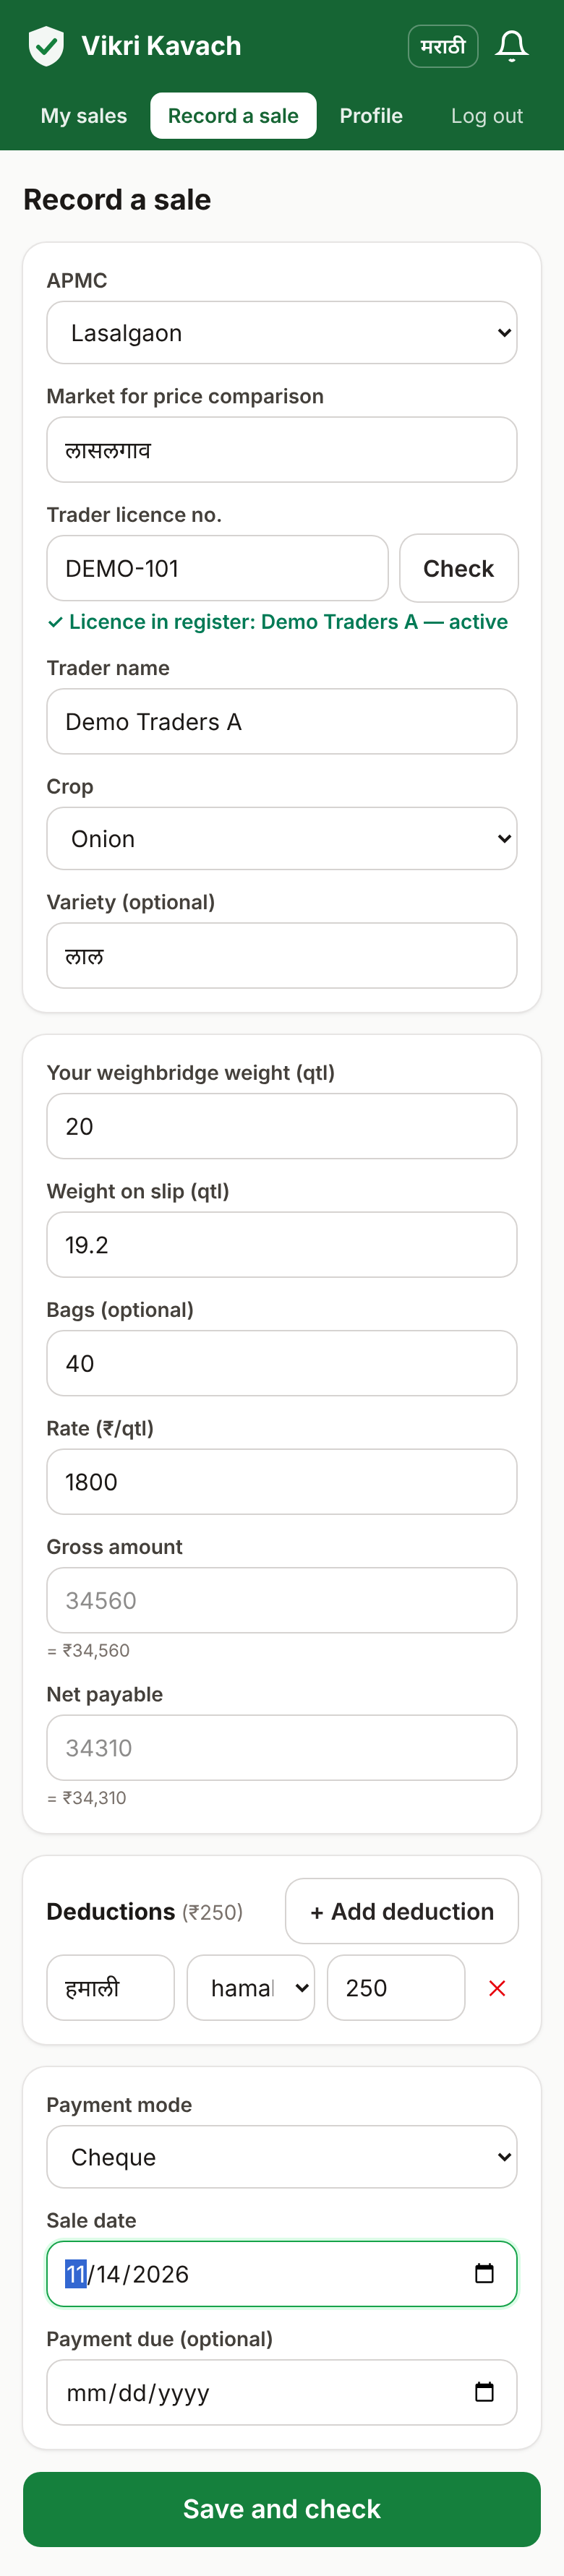 Vikri Kavach
मराठी
My sales
Record a sale
Profile
Log out
Record a sale
APMC
Lasalgaon
Market for price comparison
लासलगाव
Trader licence no.
DEMO-101
Check
✓ Licence in register: Demo Traders A — active
Trader name
Demo Traders A
Crop
Onion
Variety (optional)
लाल
Your weighbridge weight (qtl)
20
Weight on slip (qtl)
19.2
Bags (optional)
40
Rate (₹/qtl)
1800
Gross amount
34560
= ₹34,560
Net payable
34310
= ₹34,310
Deductions (₹250)
+ Add deduction
हमाली
hamal
250
Payment mode
Cheque
Sale date
11/14/2026
Payment due (optional)
mm/dd/yyyy
Save and check